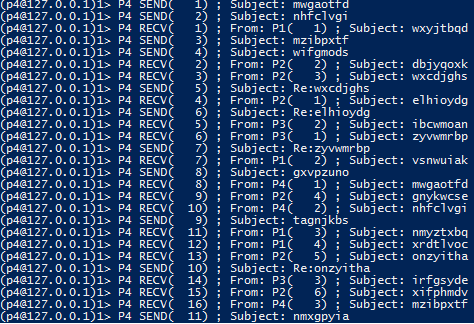 (p4@127.0.0.1)1> P4 SEND(   1) ; Subject: mwgaotfd
(p4@127.0.0.1)1> P4 SEND(   2) ; Subject: nhfclvgi
(p4@127.0.0.1)1> P4 RECV(   1) ; From: P1(   1) ; Subject: wxyjtbqd
(p4@127.0.0.1)1> P4 SEND(   3) ; Subject: mzibpxtf
(p4@127.0.0.1)1> P4 SEND(   4) ; Subject: wifgmods
(p4@127.0.0.1)1> P4 RECV(   2) ; From: P2(   2) ; Subject: dbjyqoxk
(p4@127.0.0.1)1> P4 RECV(   3) ; From: P2(   3) ; Subject: wxcdjghs
(p4@127.0.0.1)1> P4 SEND(   5) ; Subject: Re:wxcdjghs
(p4@127.0.0.1)1> P4 RECV(   4) ; From: P2(   1) ; Subject: elhioydg
(p4@127.0.0.1)1> P4 SEND(   6) ; Subject: Re:elhioydg
(p4@127.0.0.1)1> P4 RECV(   5) ; From: P3(   2) ; Subject: ibcwmoan
(p4@127.0.0.1)1> P4 RECV(   6) ; From: P3(   1) ; Subject: zyvwmrbp
(p4@127.0.0.1)1> P4 SEND(   7) ; Subject: Re:zyvwmrbp
(p4@127.0.0.1)1> P4 RECV(   7) ; From: P1(   2) ; Subject: vsnwuiak
(p4@127.0.0.1)1> P4 SEND(   8) ; Subject: gxvpzuno
(p4@127.0.0.1)1> P4 RECV(   8) ; From: P4(   1) ; Subject: mwgaotfd
(p4@127.0.0.1)1> P4 RECV(   9) ; From: P2(   4) ; Subject: gnykwcse
(p4@127.0.0.1)1> P4 RECV(  10) ; From: P4(   2) ; Subject: nhfclvgi
(p4@127.0.0.1)1> P4 SEND(   9) ; Subject: tagnjkbs
(p4@127.0.0.1)1> P4 RECV(  11) ; From: P1(   3) ; Subject: nmyztxbq
(p4@127.0.0.1)1> P4 RECV(  12) ; From: P1(   4) ; Subject: xrdtlvoc
(p4@127.0.0.1)1> P4 RECV(  13) ; From: P2(   5) ; Subject: onzyitha
(p4@127.0.0.1)1> P4 SEND(  10) ; Subject: Re:onzyitha
(p4@127.0.0.1)1> P4 RECV(  14) ; From: P3(   3) ; Subject: irfgsyde
(p4@127.0.0.1)1> P4 RECV(  15) ; From: P2(   6) ; Subject: xifphmdv
(p4@127.0.0.1)1> P4 RECV(  16) ; From: P4(   3) ; Subject: mzibpxtf
(p4@127.0.0.1)1> P4 SEND(  11) ; Subject: nmxgpyia